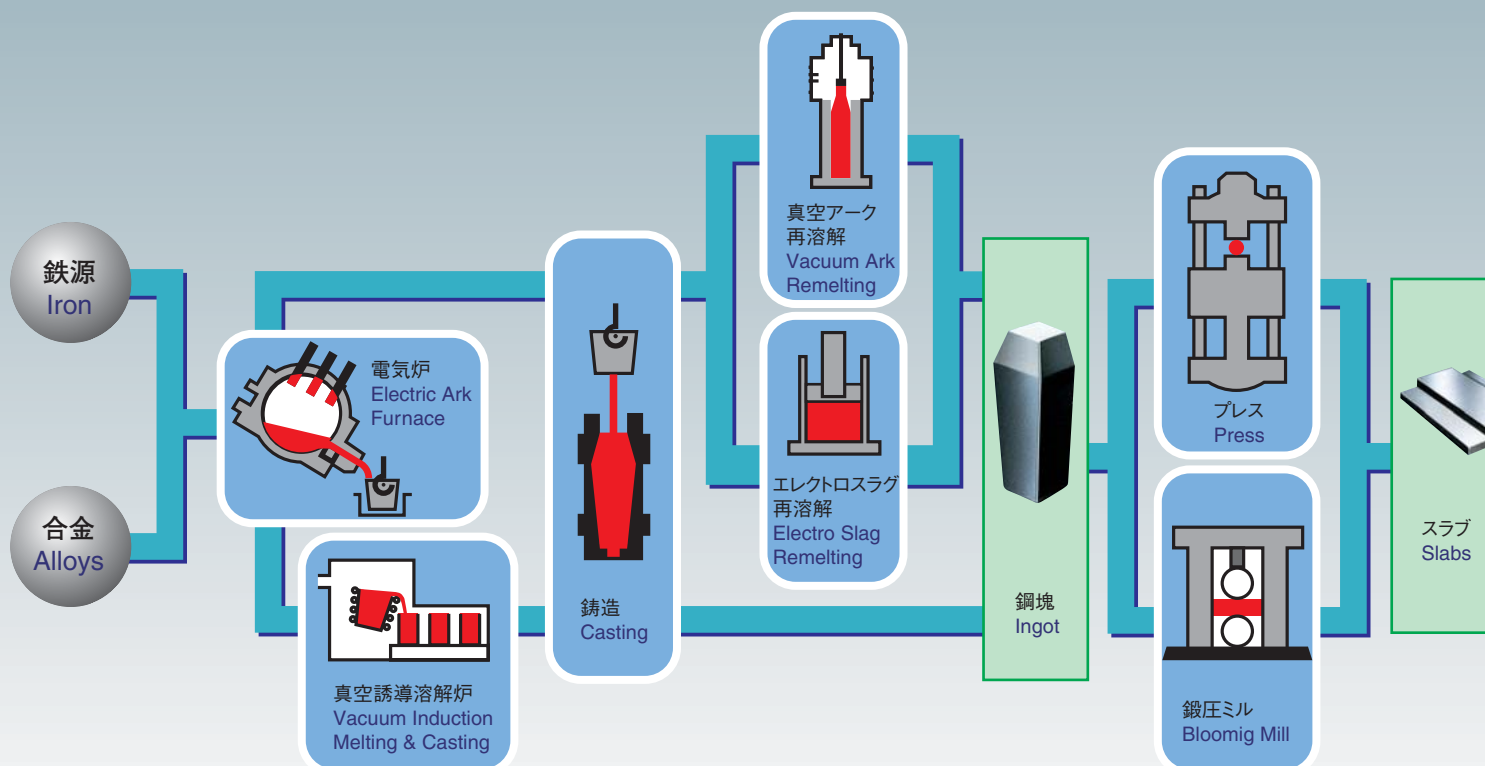 鉄源
Iron
合金
Alloys
電気炉
Electric Ark
Furnace
真空誘導溶解炉
Vacuum Induction
Melting & Casting
鋳造
Casting
真空アーク
再溶解
Vacuum Ark
Remelting
エレクトロスラグ
再溶解
Electro Slag
Remelting
鋼塊
Ingot
プレス
Press
鍛圧ミル
Bloomig Mill
スラブ
Slabs